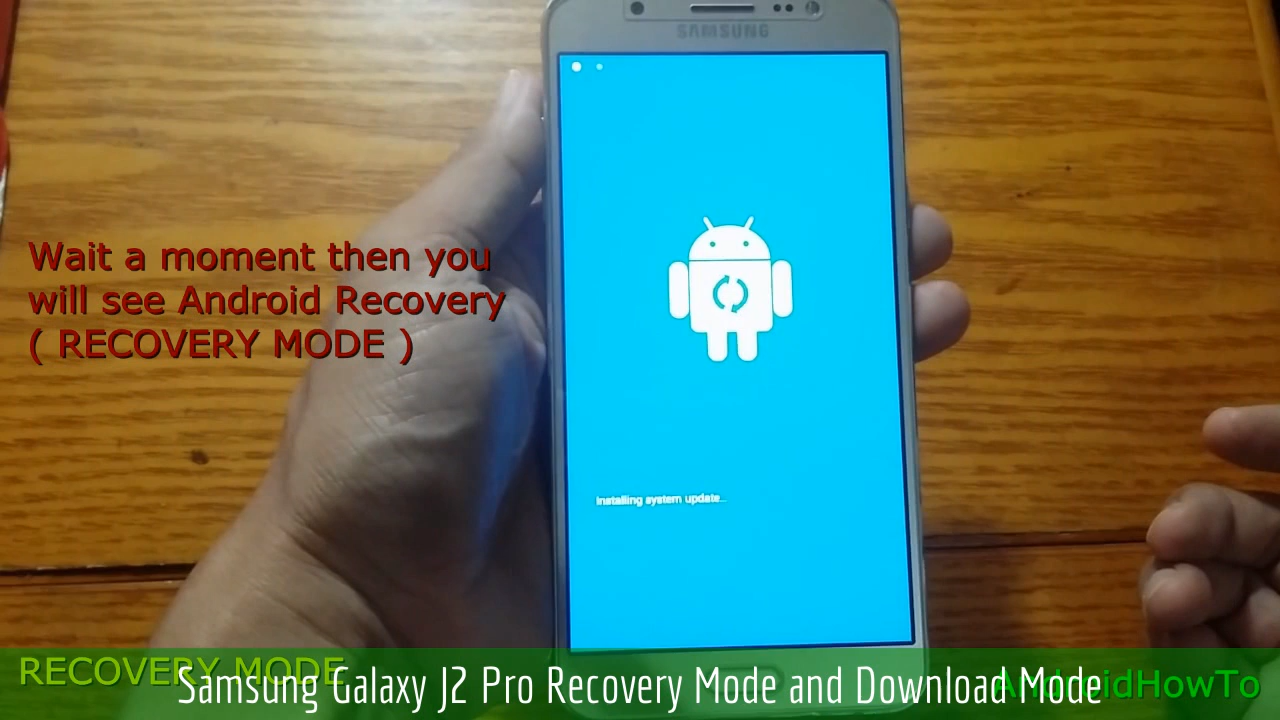 SAMSUNG
Wait a moment then you
will see Android Recovery
( RECOVERY MODE )
Installing system update...
RECOVERY MODE
Samsung Galaxy J2 Pro Recovery Mode and Download Mode
AndroidHowTo